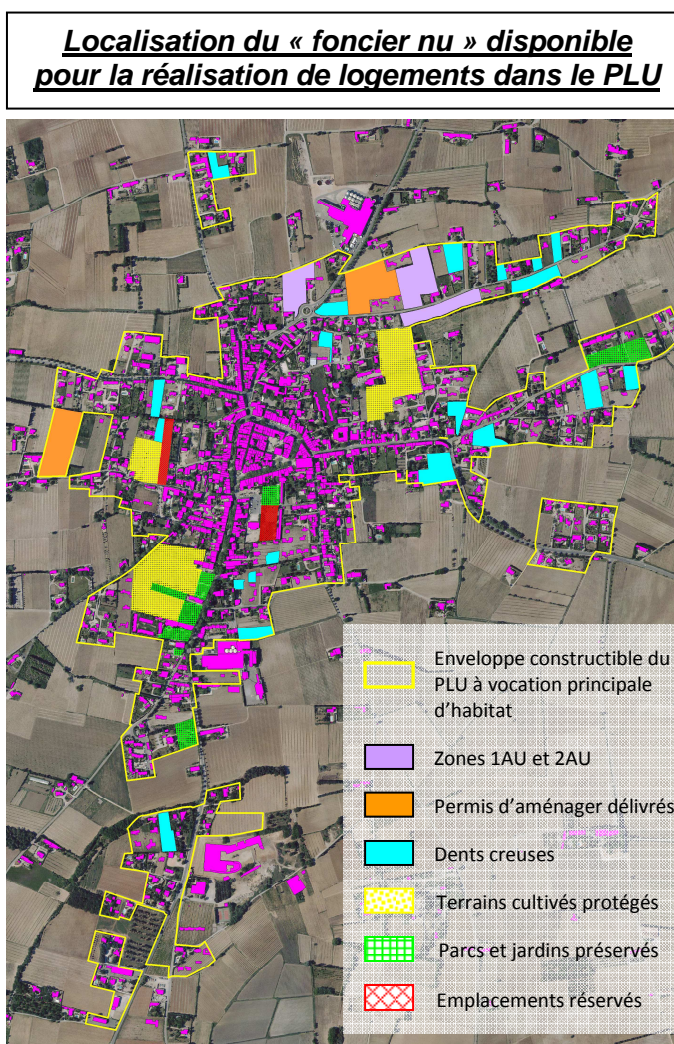 Localisation du « foncier nu » disponible
pour la réalisation de logements dans le PLU
Enveloppe constructible du
PLU à vocation principale
d’habitat
Zones 1AU et 2AU
Permis d’aménager délivrés
Dents creuses
Terrains cultivés protégés
Parcs et jardins préservés
Emplacements réservés